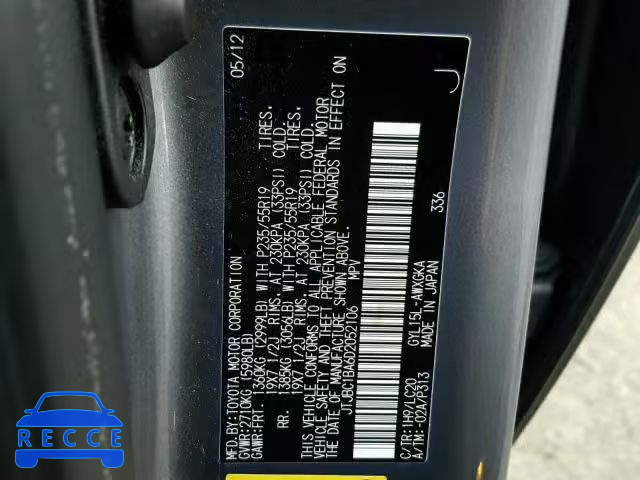 MFD.BY:TOYOTA MOTOR CORPORATION 05/12
GVWR:2710KG (5980LB)
GAWR:FRT. 1360KG (2999LB) WITH P235/55R19 TIRES.
19X7 1/2J RIMS, AT 230KPA (33PSI) COLD.
RR. 1385KG (3056LB) WITH P235/55R19 TIRES.
19X7 1/2J RIMS, AT 230KPA (33PSI) COLD.
THIS VEHICLE CONFORMS TO ALL APPLICABLE FEDERAL MOTOR
VEHICLE SAFETY AND THEFT PREVENTION STANDARDS IN EFFECT ON
THE DATE OF MANUFACTURE SHOWN ABOVE.
JTJBC1BA6D2052106 MPV
336
J
C/TR:1H9/LC20 GYL15L-AWXGKA
A/TM:-02A/P313 MADE IN JAPAN
AutoBidMaster